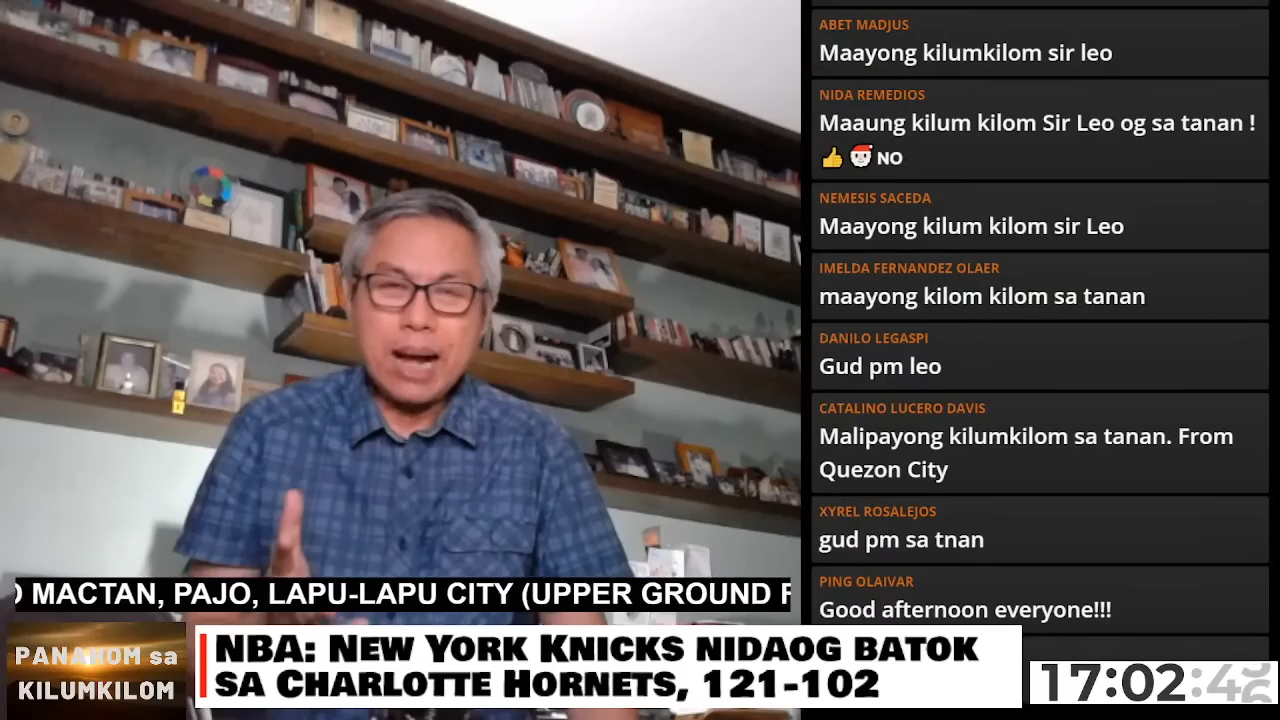 ABET MADJUS
Maayong kilumkilom sir leo
NIDA REMEDIOS
Maaung kilum kilom Sir Leo og sa tanan !
👍🎅 NO
NEMESIS SACEDA
Maayong kilum kilom sir Leo
IMELDA FERNANDEZ OLAER
maayong kilom kilom sa tanan
DANILO LEGASPI
Gud pm leo
CATALINO LUCERO DAVIS
Malipayong kilumkilom sa tanan. From
Quezon City
XYREL ROSALEJOS
gud pm sa tnan
PING OLAIVAR
Good afternoon everyone!!!
MACTAN, PAJO, LAPU-LAPU CITY (UPPER GROUND
PANAHOM sa
KILUMKILOM
NBA: NEW YORK KNICKS NIDAOG BATOK
SA CHARLOTTE HORNETS, 121-102
17:02